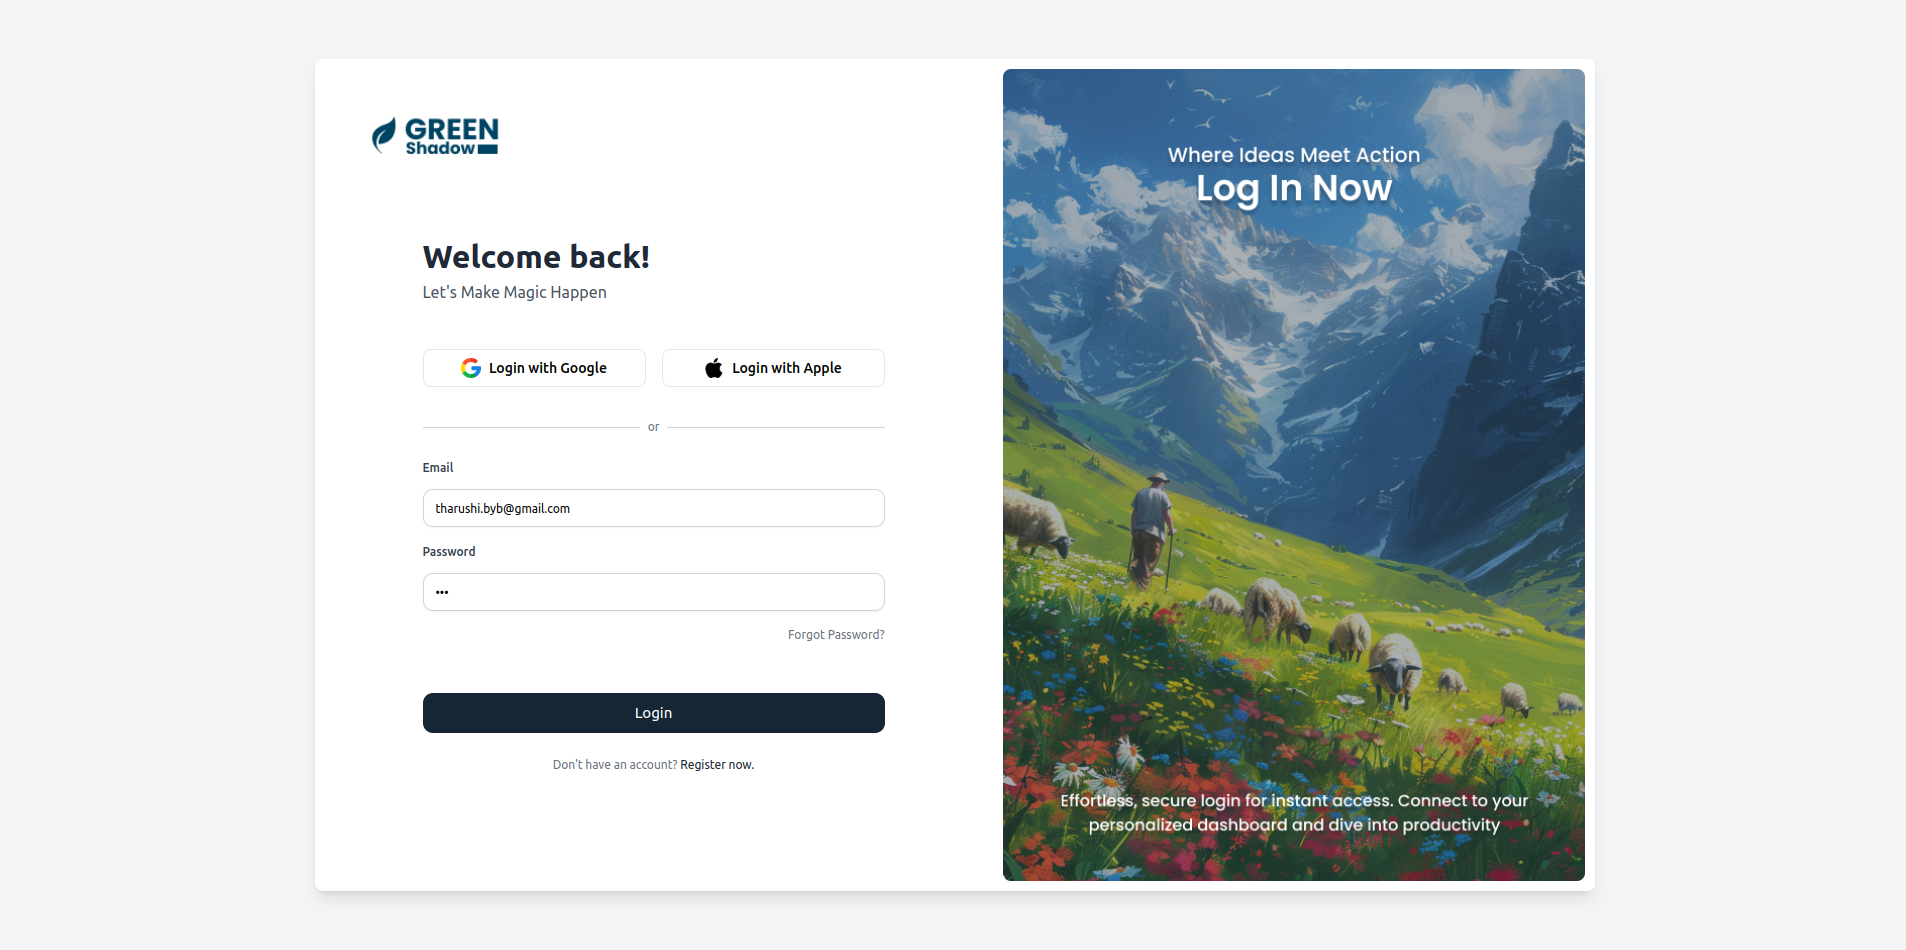 GREEN
Shadow
Welcome back!
Let's Make Magic Happen
Login with Google
Login with Apple
or
Email
tharushi.byb@gmail.com
Password
•••
Forgot Password?
Login
Don't have an account? Register now.
Where Ideas Meet Action
Log In Now
Effortless, secure login for instant access. Connect to your
personalized dashboard and dive into productivity